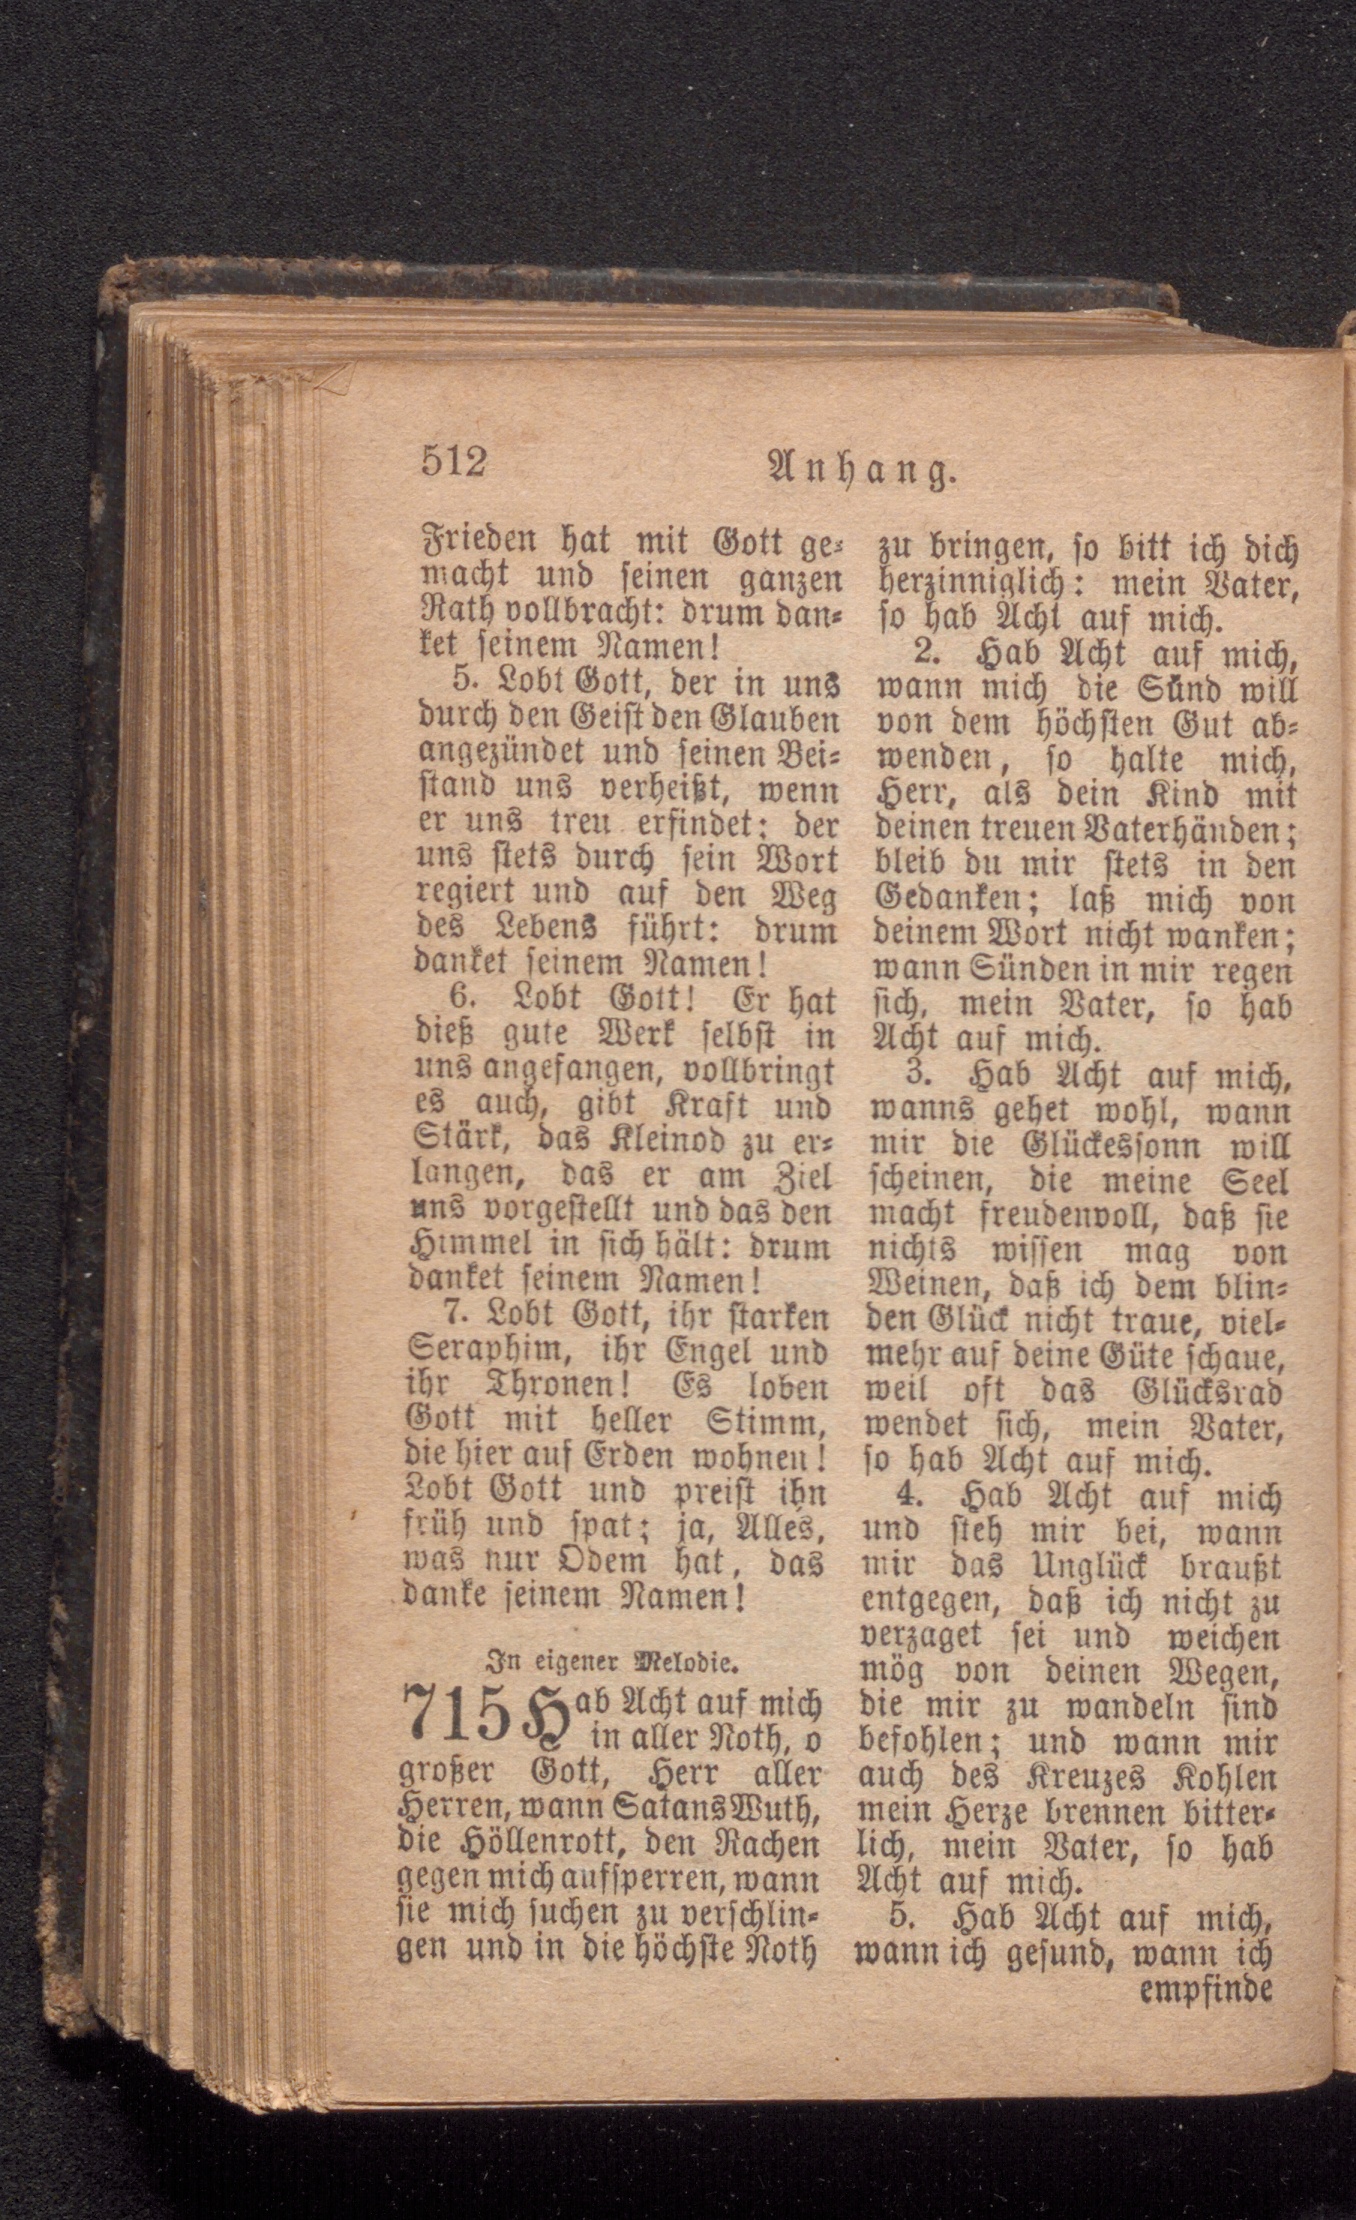 512
Anhang.
Frieden hat mit Gott ge-
macht und seinen ganzen
Rath vollbracht: drum dan-
ket seinem Namen!
5. Lobt Gott, der in uns
durch den Geist den Glauben
angezündet und seinen Bei-
stand uns verheißt, wenn
er uns treu erfindet: der
uns stets durch sein Wort
regiert und auf den Weg
des Lebens führt: drum
danket seinem Namen!
6. Lobt Gott! Er hat
dieß gute Werk selbst in
uns angefangen, vollbringt
es auch, gibt Kraft und
Stärk, das Kleinod zu er-
langen, das er am Ziel
uns vorgestellt und das den
Himmel in sich hält: drum
danket seinem Namen!
7. Lobt Gott, ihr starken
Seraphim, ihr Engel und
ihr Thronen! Es loben
Gott mit heller Stimm,
die hier auf Erden wohnen!
Lobt Gott und preist ihn
früh und spat; ja, Alles,
was nur Odem hat, das
danke seinem Namen!
In eigener Melodie.
715 Hab Acht auf mich
in aller Noth, o
großer Gott, Herr aller
Herren, wann Satans Wuth,
die Höllenrott, den Rachen
gegen mich aufsperren, wann
sie mich suchen zu verschlin-
gen und in die höchste Noth
zu bringen, so bitt ich dich
herzinniglich: mein Vater,
so hab Acht auf mich.
2. Hab Acht auf mich,
wann mich die Sünd will
von dem höchsten Gut ab-
wenden, so halte mich,
Herr, als dein Kind mit
deinen treuen Vaterhänden;
bleib du mir stets in den
Gedanken; laß mich von
deinem Wort nicht wanken;
wann Sünden in mir regen
sich, mein Vater, so hab
Acht auf mich.
3. Hab Acht auf mich,
wanns gehet wohl, wann
mir die Glückessonn will
scheinen, die meine Seel
macht freudenvoll, daß sie
nichts wissen mag von
Weinen, daß ich dem blin-
den Glück nicht traue, viel-
mehr auf deine Güte schaue,
weil oft das Glücksrad
wendet sich, mein Vater,
so hab Acht auf mich.
4. Hab Acht auf mich
und steh mir bei, wann
mir das Unglück braußt
entgegen, daß ich nicht zu
verzaget sei und weichen
mög von deinen Wegen,
die mir zu wandeln sind
befohlen; und wann mir
auch des Kreuzes Kohlen
mein Herze brennen bitter-
lich, mein Vater, so hab
Acht auf mich.
5. Hab Acht auf mich,
wann ich gesund, wann ich
empfinde